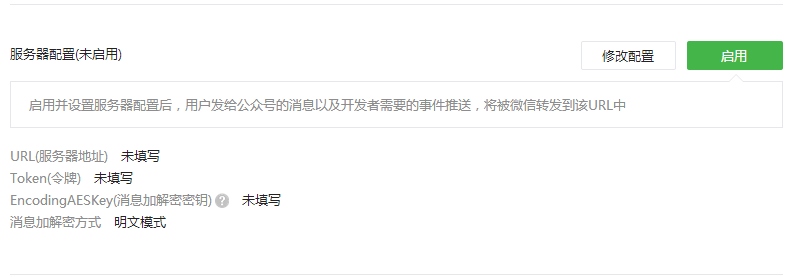 服务器配置(未启用)
修改配置
启用
启用并设置服务器配置后，用户发给公众号的消息以及开发者需要的事件推送，将被微信转发到该URL中
URL(服务器地址) 未填写
Token(令牌) 未填写
EncodingAESKey(消息加解密密钥) ? 未填写
消息加解密方式 明文模式